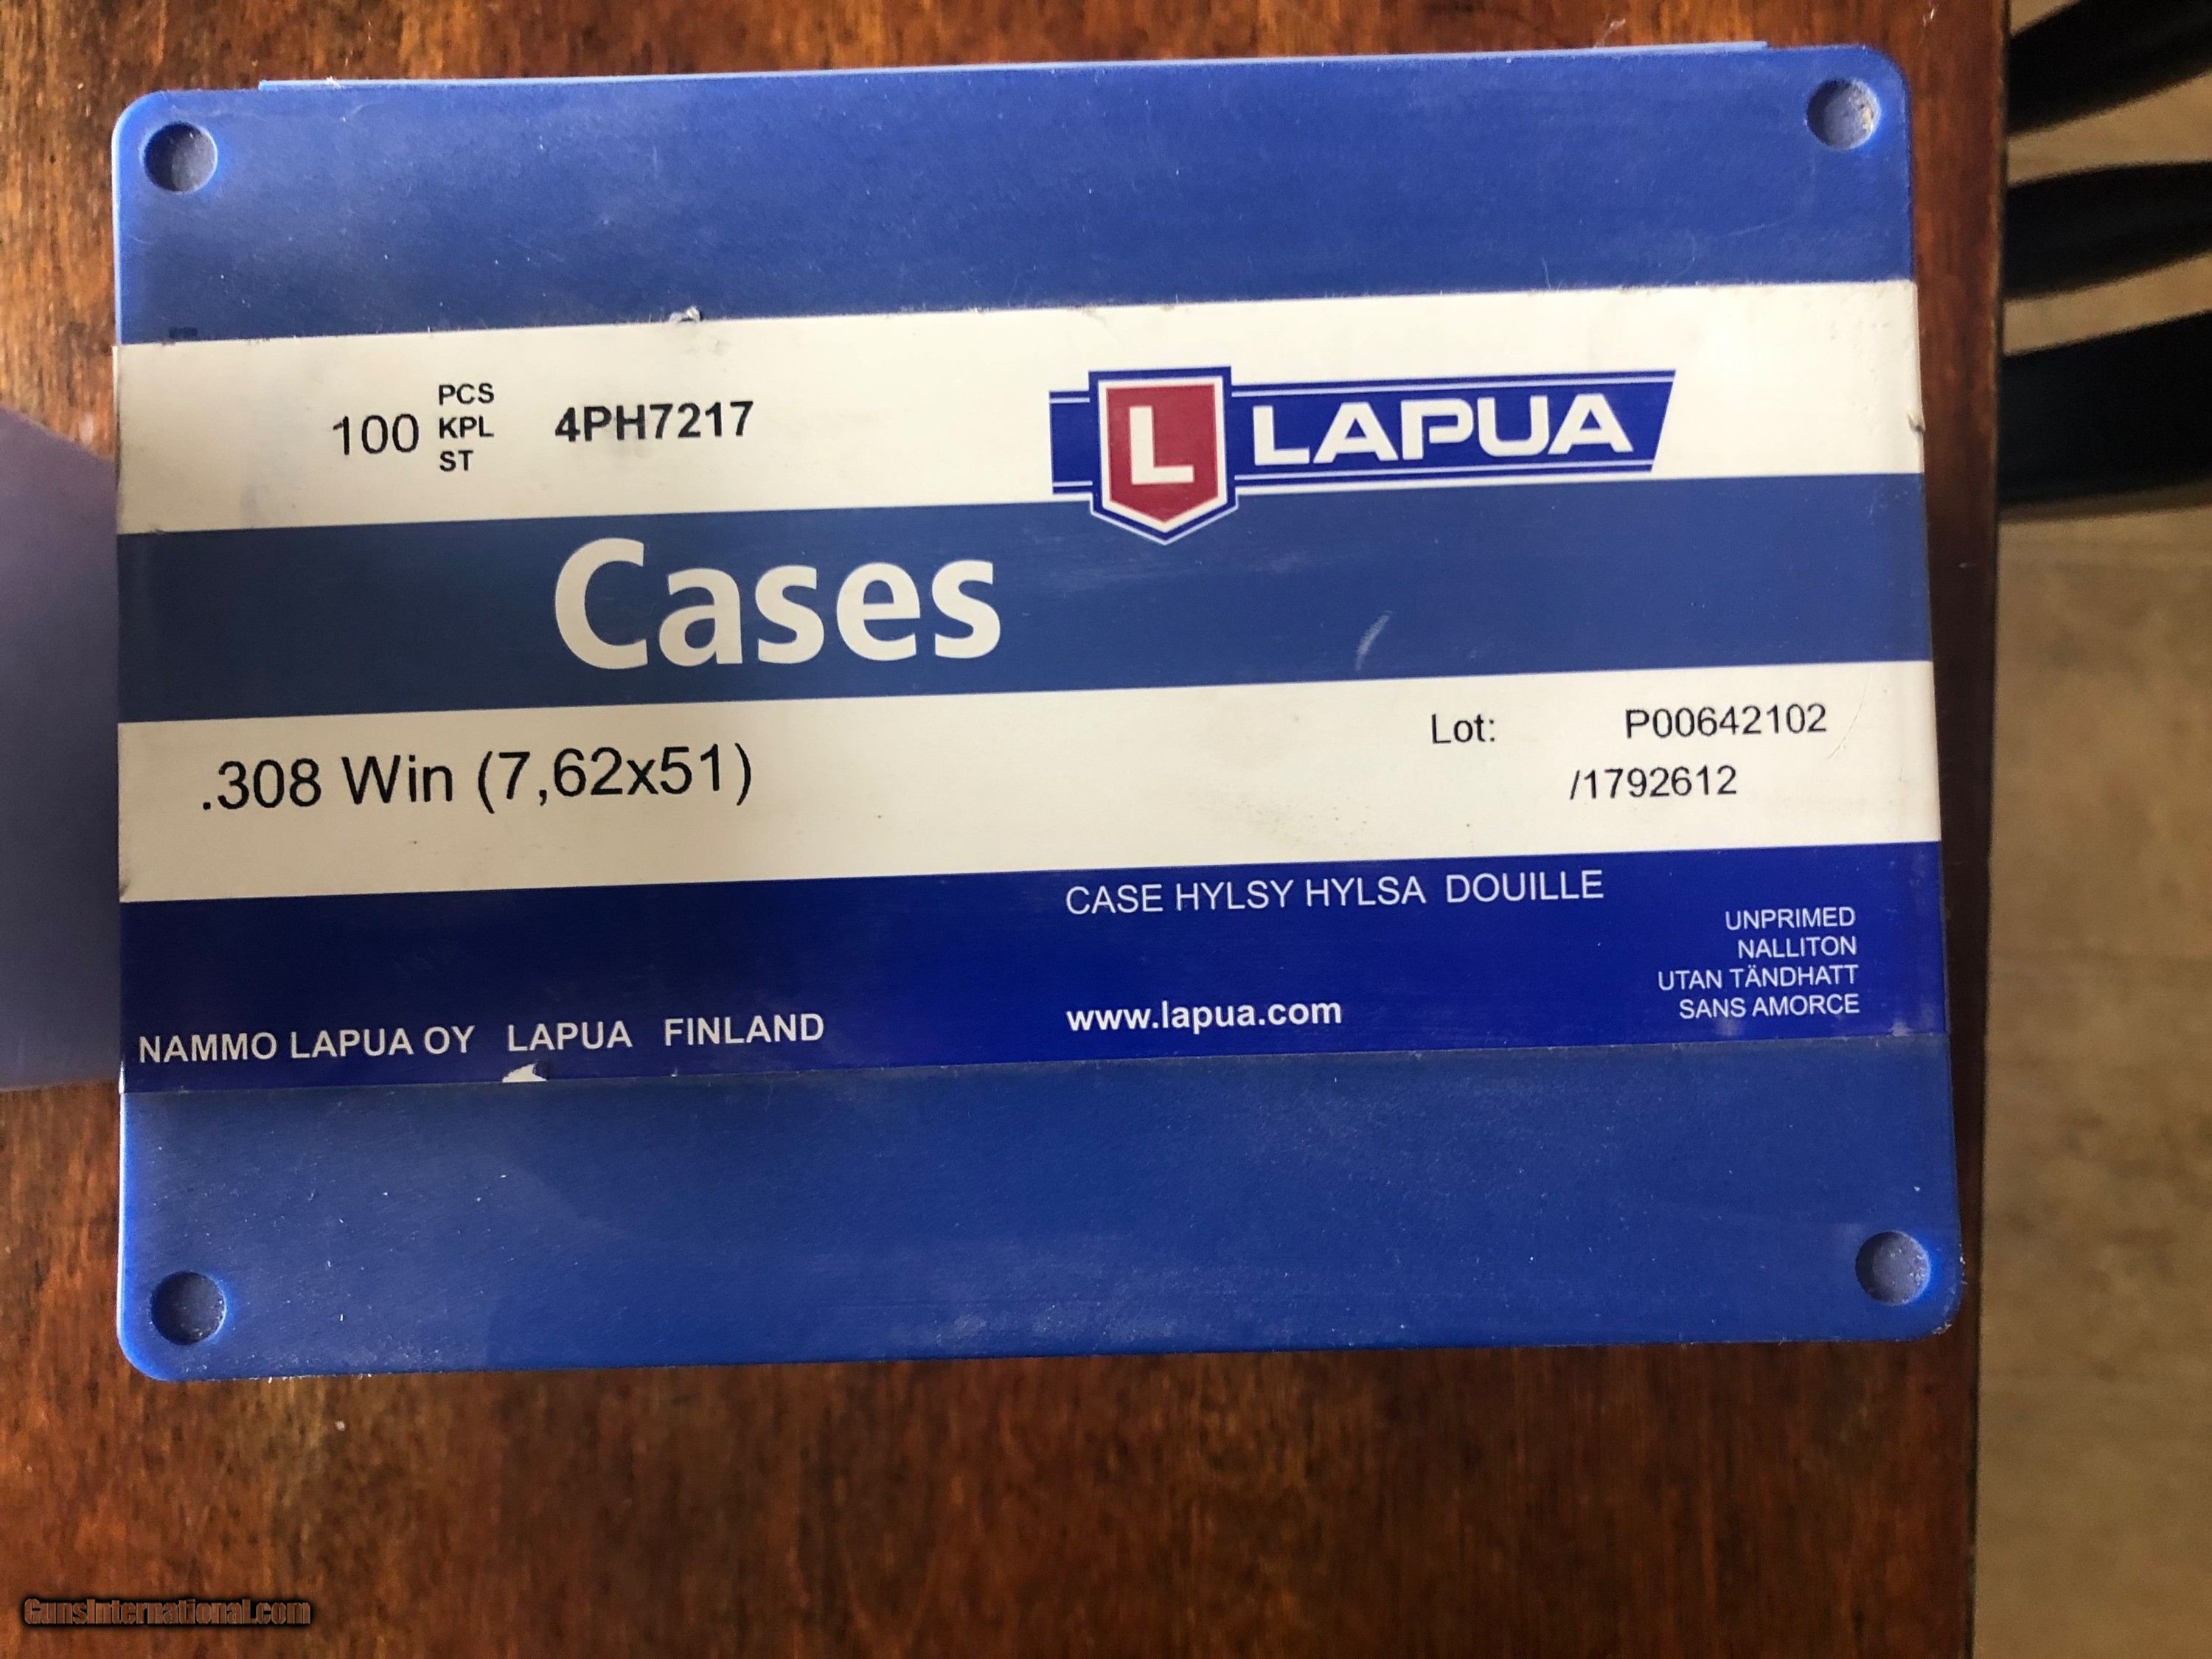 100 PCS KPL ST 4PH7217
L LAPUA
Cases
.308 Win (7,62x51)
Lot: P00642102
/1792612
CASE HYLSY HYLSA DOUILLE
UNPRIMED
NALLITON
UTAN TÄNDHATT
SANS AMORCE
www.lapua.com
NAMMO LAPUA OY LAPUA FINLAND
GunsInternational.com